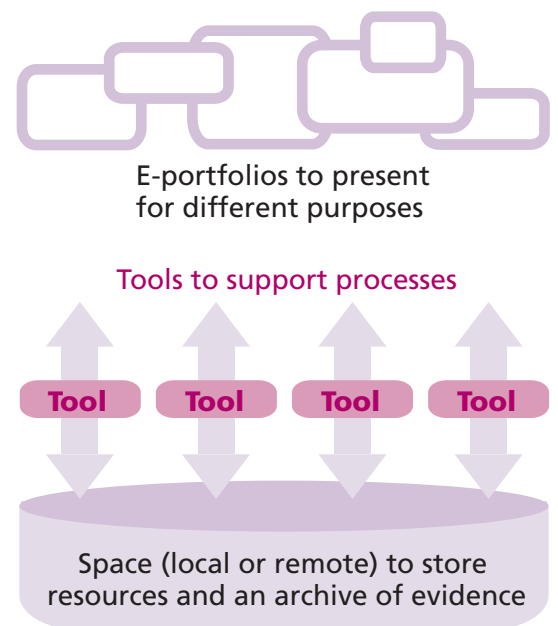 E-portfolios to present
for different purposes
Tools to support processes
Tool Tool Tool Tool
Space (local or remote) to store
resources and an archive of evidence